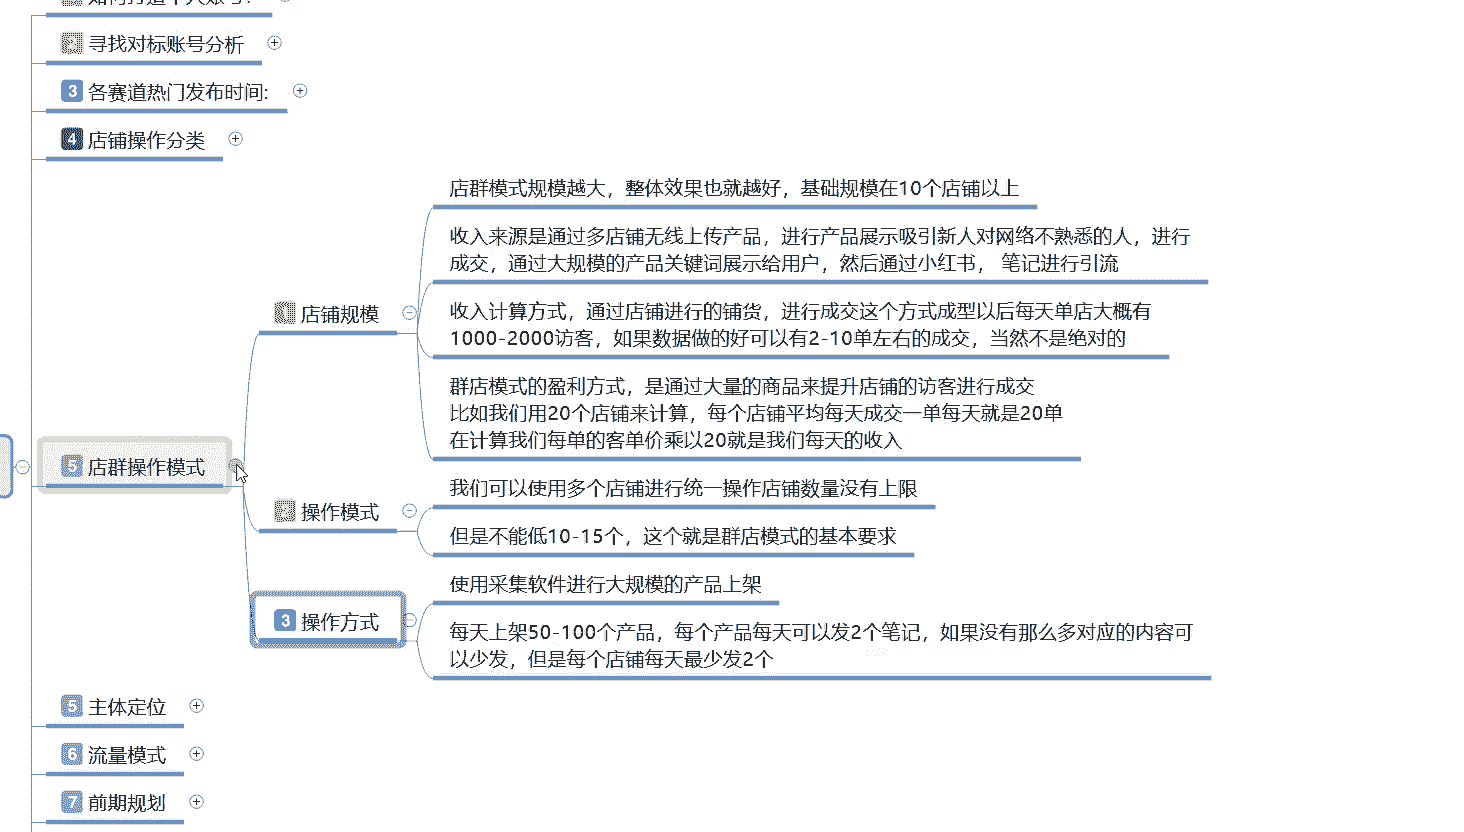 寻找对标账号分析
3 各赛道热门发布时间:
4 店铺操作分类
店群模式规模越大，整体效果也就越好，基础规模在10个店铺以上
收入来源是通过多店铺无线上传产品，进行产品展示吸引新人对网络不熟悉的人，进行
成交，通过大规模的产品关键词展示给用户，然后通过小红书， 笔记进行引流
1 店铺规模
收入计算方式，通过店铺进行的铺货，进行成交这个方式成型以后每天单店大概有
1000-2000访客，如果数据做的好可以有2-10单左右的成交，当然不是绝对的
群店模式的盈利方式，是通过大量的商品来提升店铺的访客进行成交
比如我们用20个店铺来计算，每个店铺平均每天成交一单每天就是20单
在计算我们每单的客单价乘以20就是我们每天的收入
5 店群操作模式
2 操作模式
我们可以使用多个店铺进行统一操作店铺数量没有上限
但是不能低10-15个，这个就是群店模式的基本要求
3 操作方式
使用采集软件进行大规模的产品上架
每天上架50-100个产品，每个产品每天可以发2个笔记，如果没有那么多对应的内容可
以少发，但是每个店铺每天最少发2个
5 主体定位
6 流量模式
7 前期规划